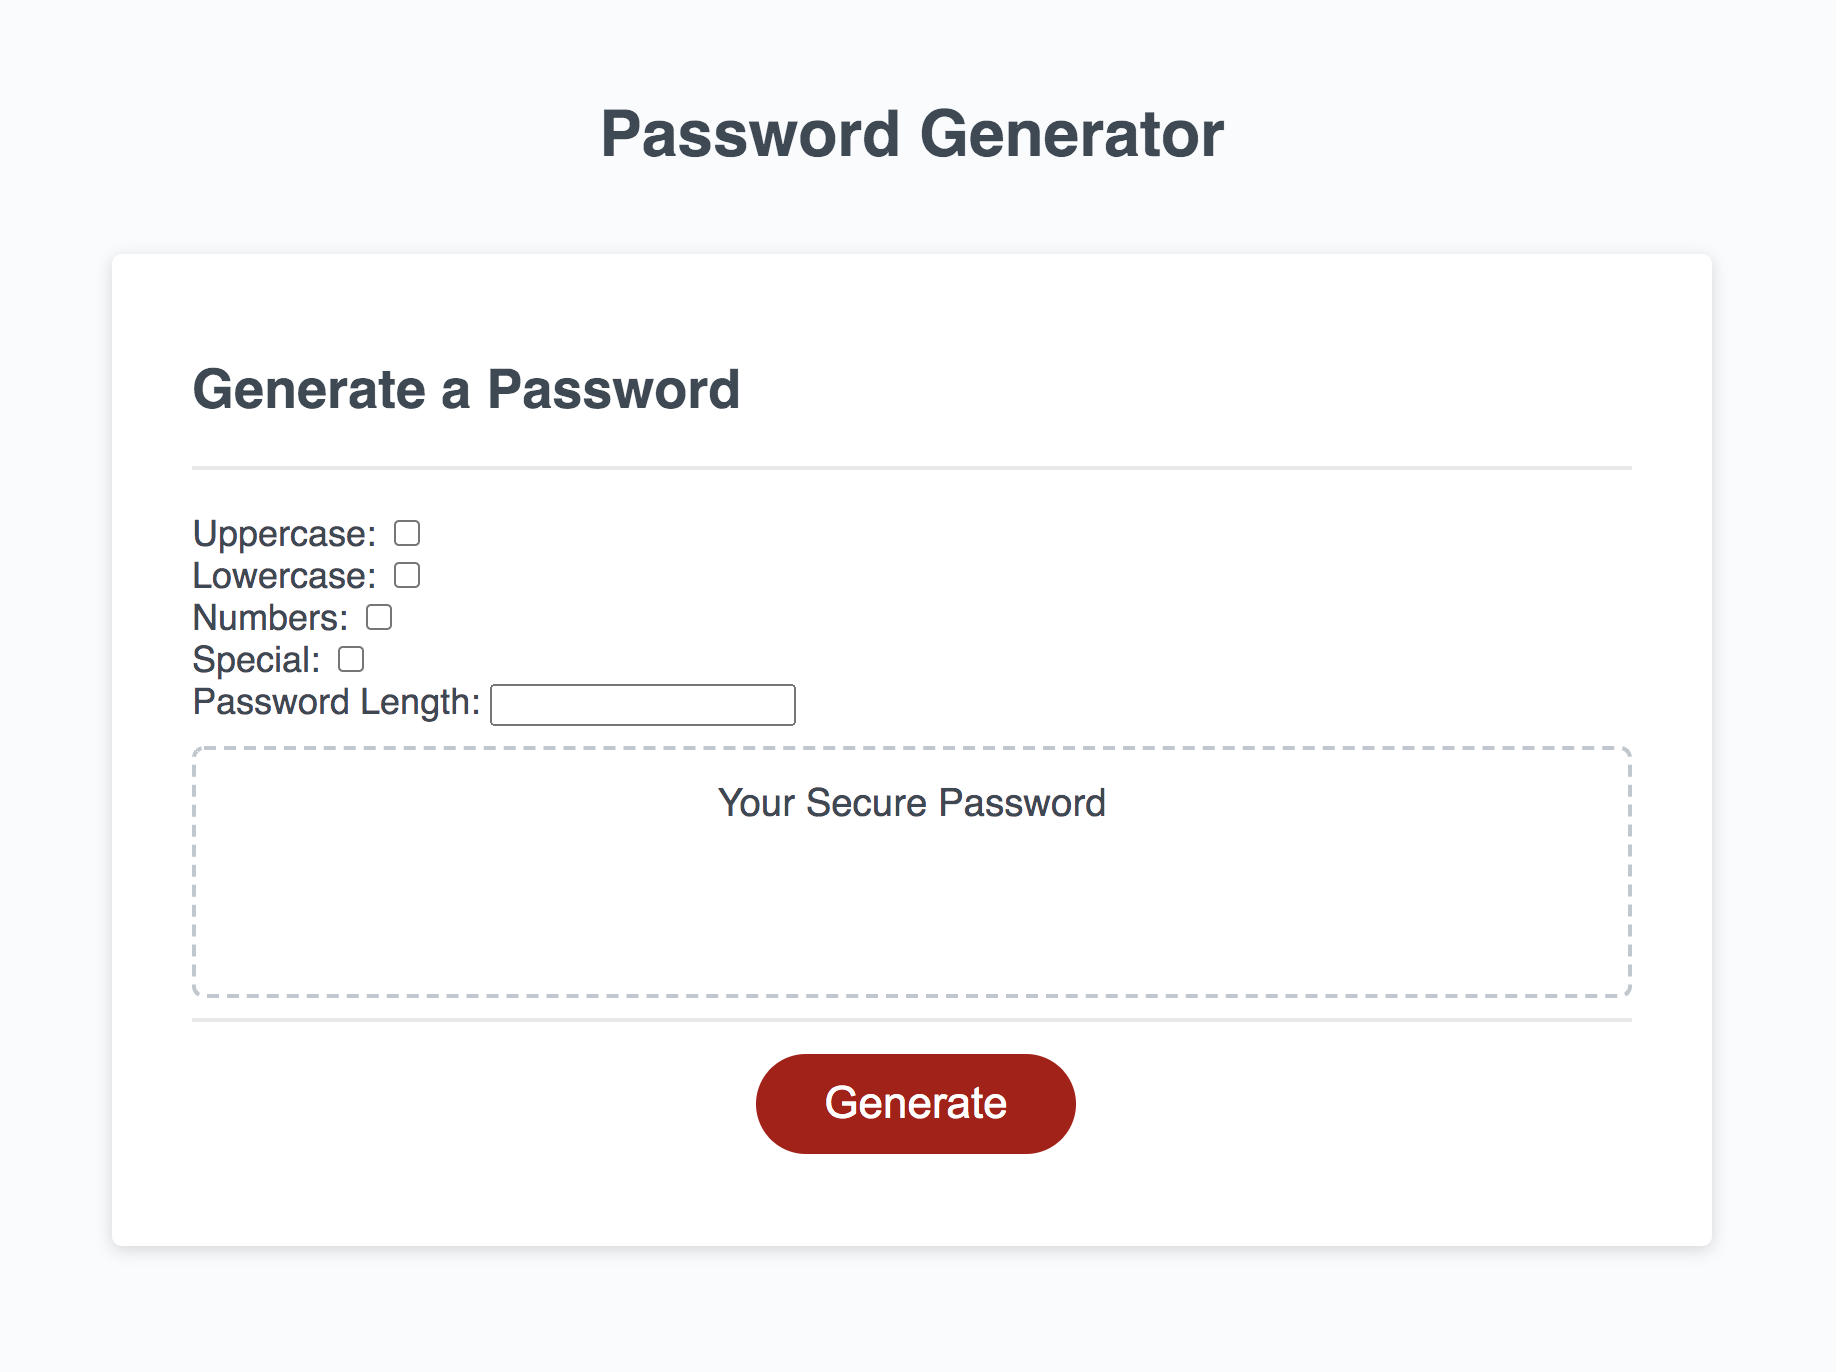 Password Generator
Generate a Password
Uppercase:
Lowercase:
Numbers:
Special:
Password Length:
Your Secure Password
Generate